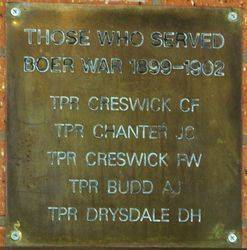 THOSE WHO SERVED
BOER WAR 1899-1902
TPR CRESWICK CF
TPR CHANTER JC
TPR CRESWICK FW
TPR BUDD AJ
TPR DRYSDALE DH